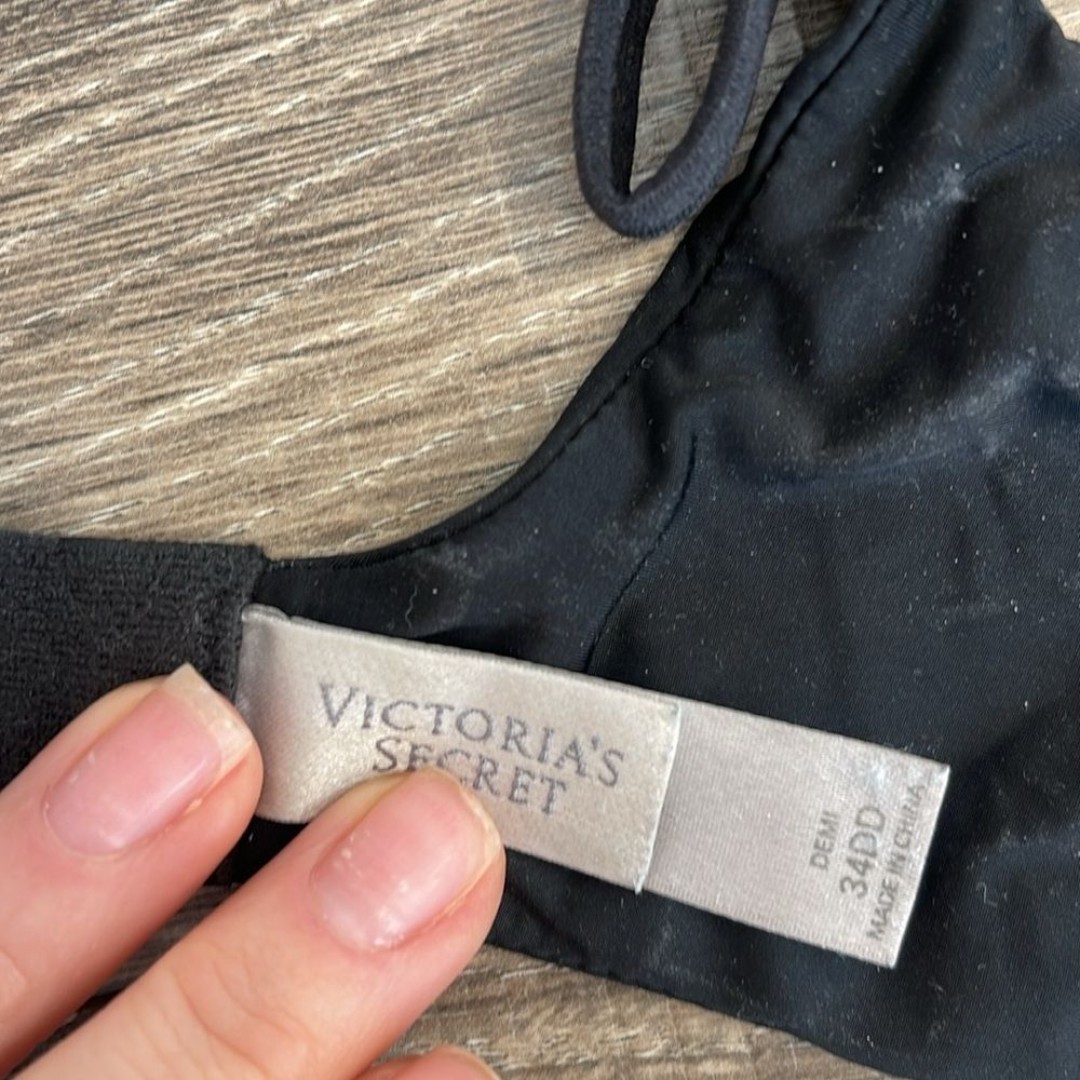 VICTORIA'S
SECRET
DEMI
34DD
MADE IN CHINA